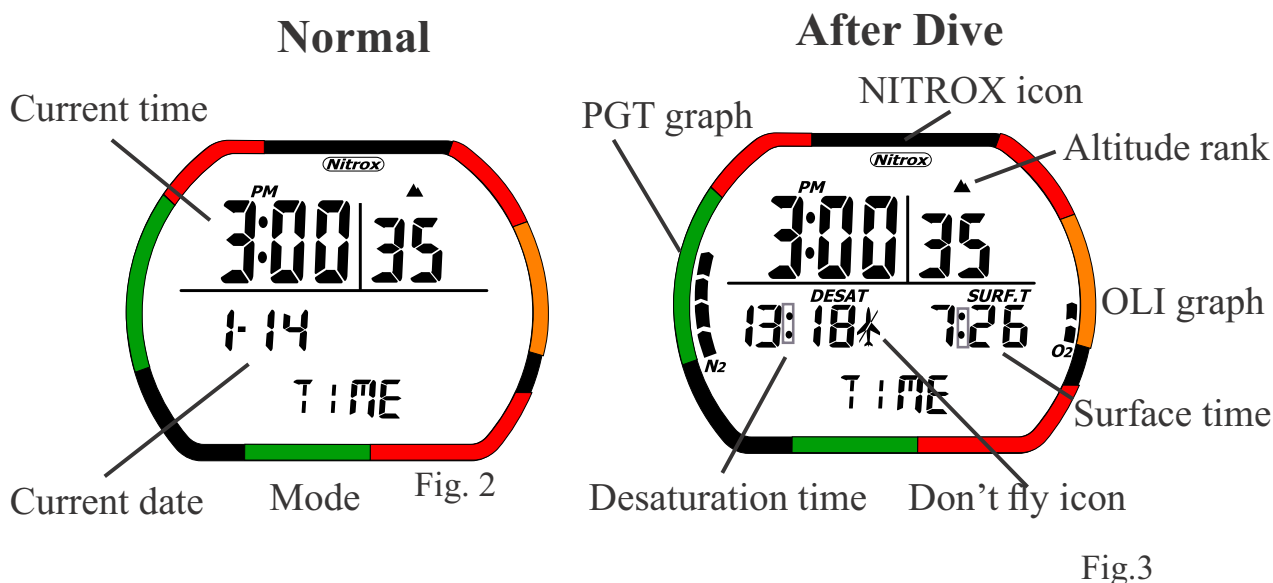 Normal
Current time
Nitrox
PM
3:00
35
1-14
TIME
Current date
Mode
Fig. 2
After Dive
NITROX icon
PGT graph
Altitude rank
Nitrox
PM
3:00
35
DESAT
SURF.T
13:18
7:26
OLI graph
N2
O2
TIME
Surface time
Desaturation time
Don’t fly icon
Fig.3